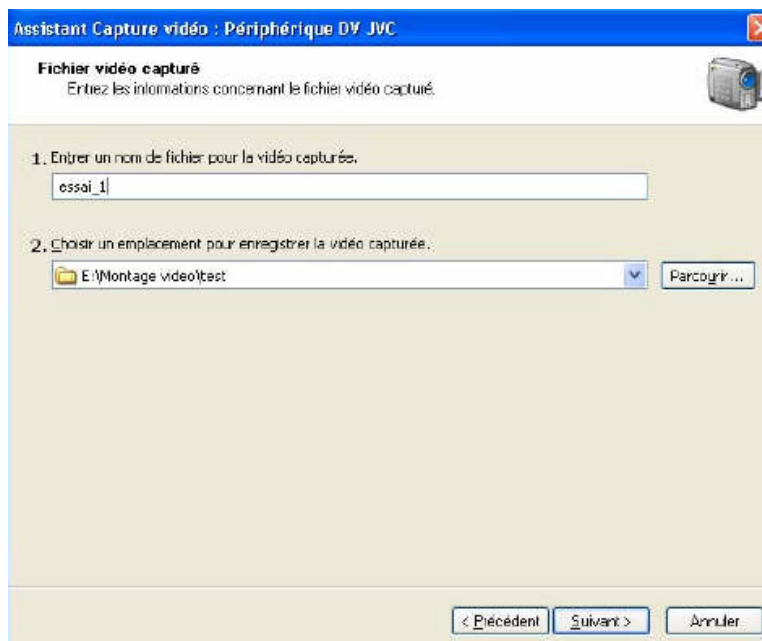 Assistant Capture vidéo : Périphérique DV JVC
Fichier vidéo capturé
Entrez les informations concernant le fichier vidéo capturé.
1. Entrer un nom de fichier pour la vidéo capturée.
essai_1
2. Choisir un emplacement pour enregistrer la vidéo capturée.
E:\Montage video\test
Parcourir...
< Précédent Suivant > Annuler